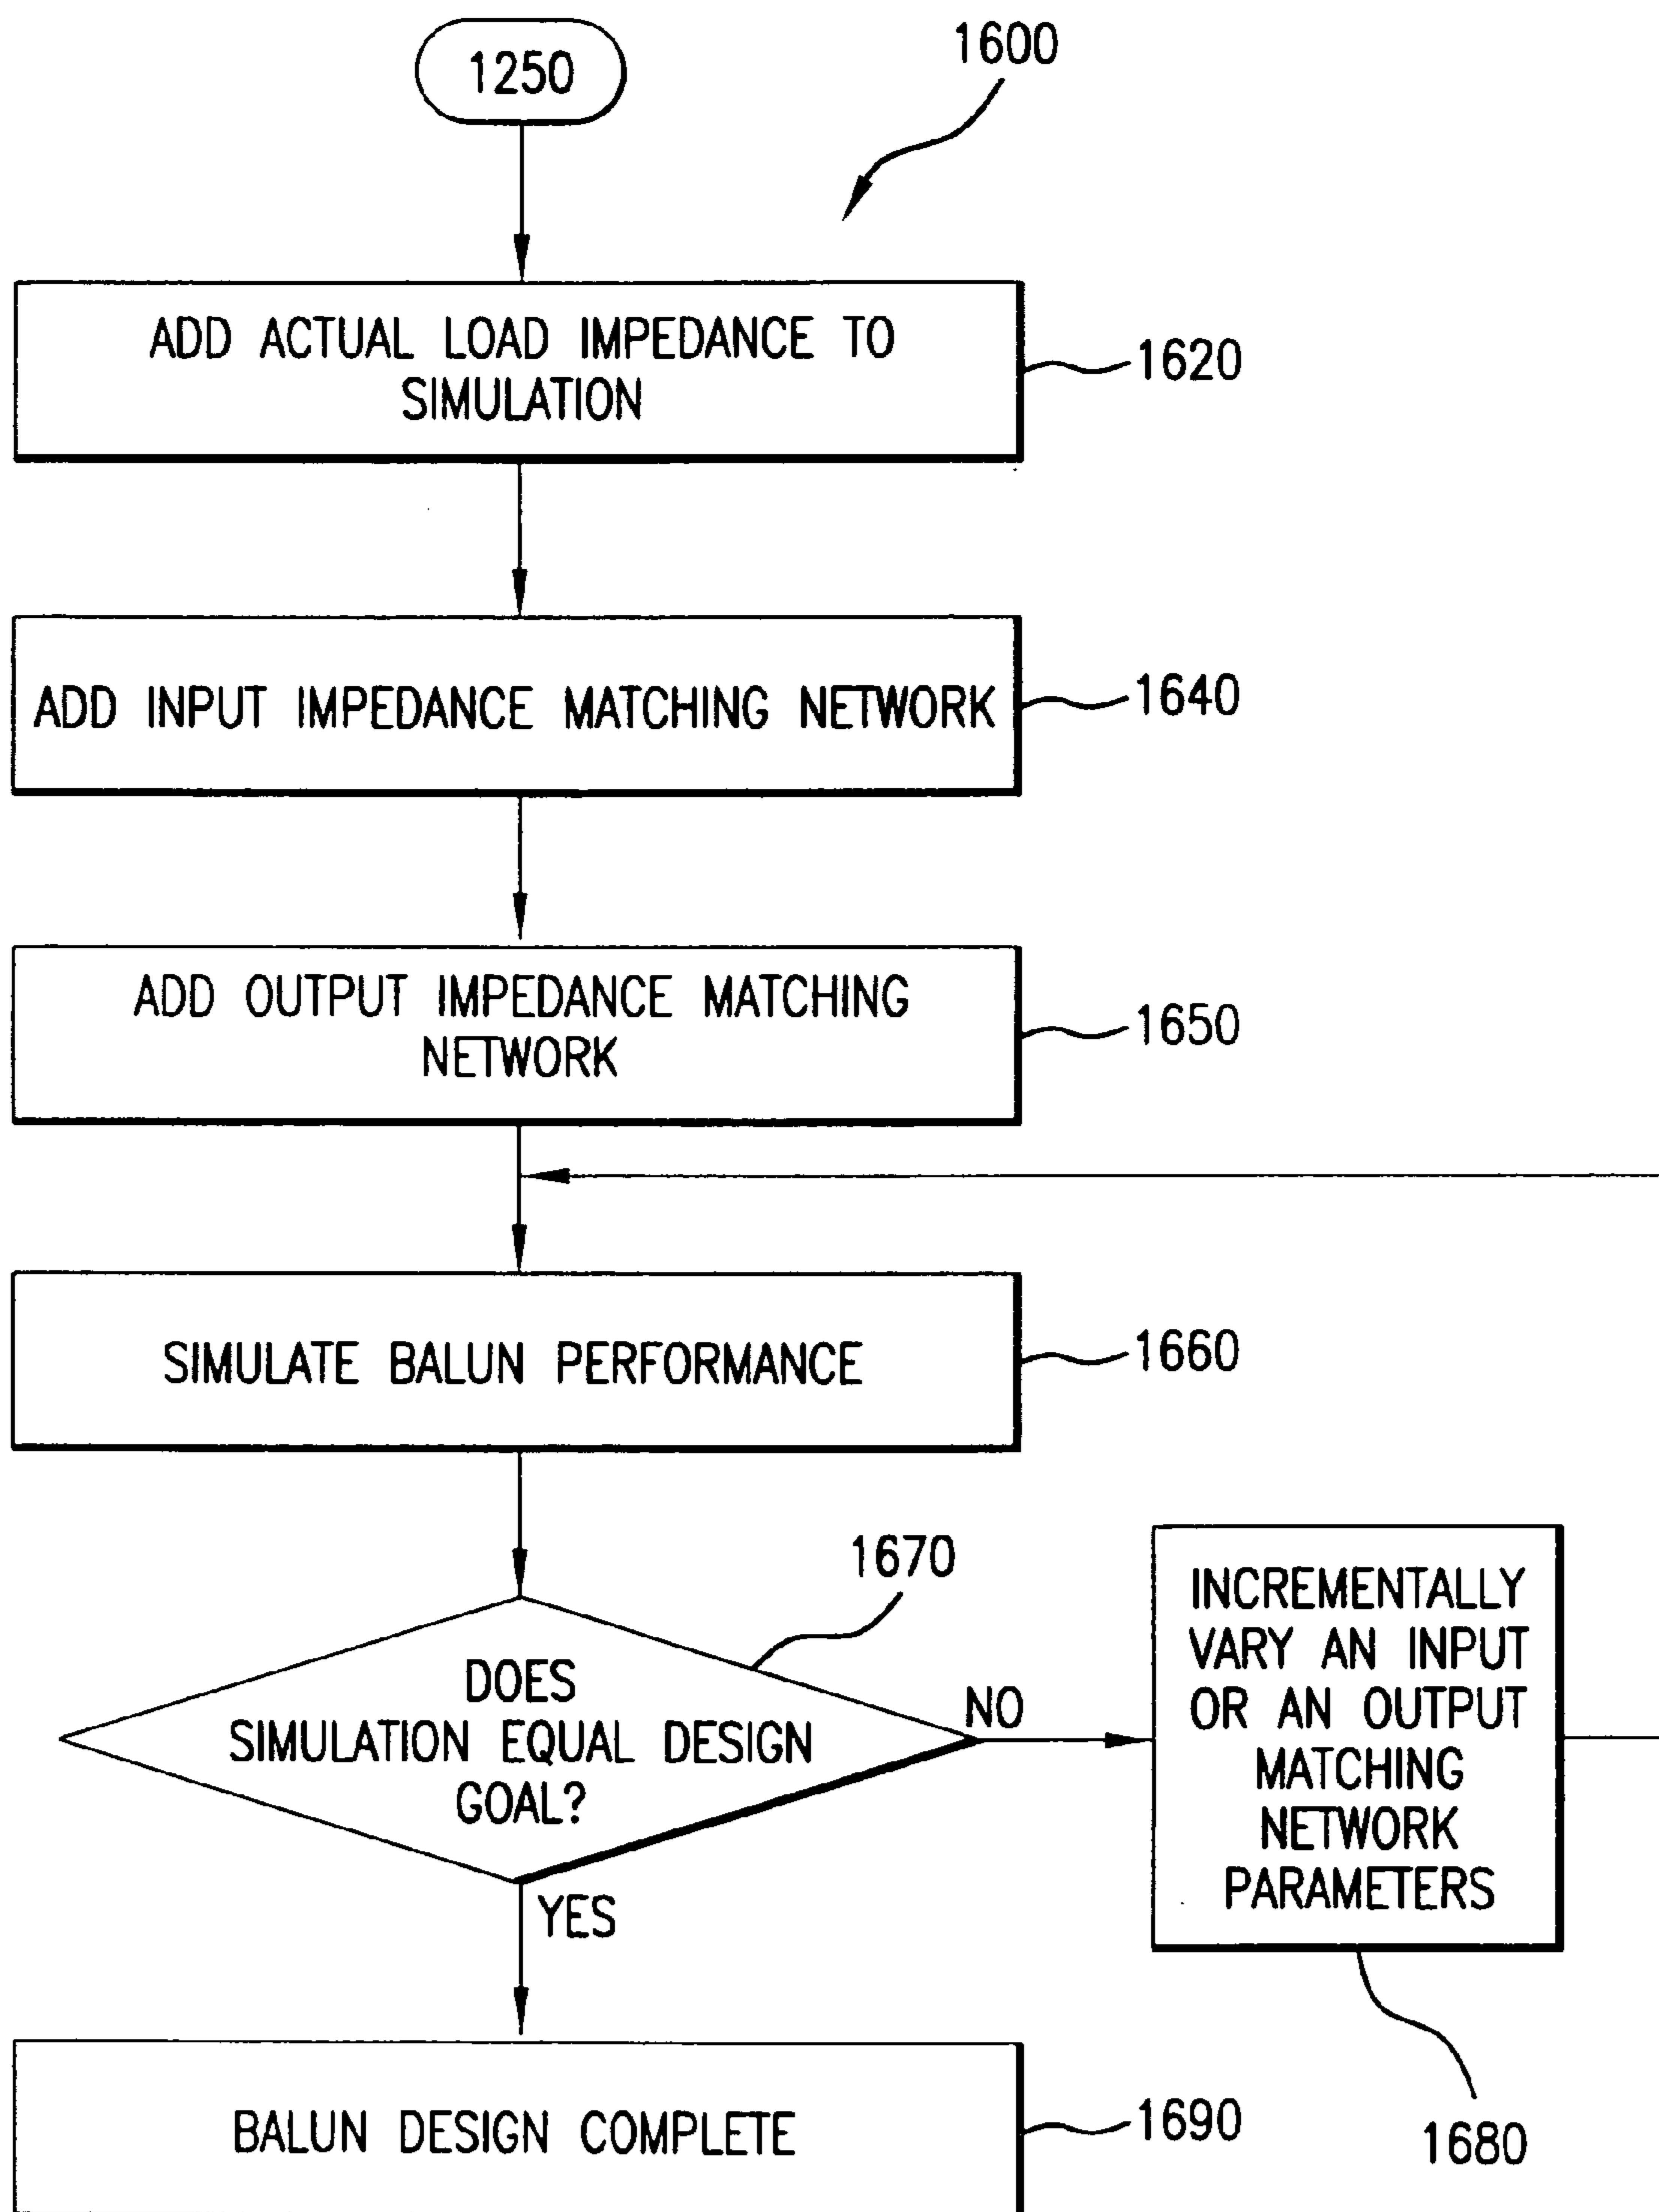 1250
1600
ADD ACTUAL LOAD IMPEDANCE TO
SIMULATION
1620
ADD INPUT IMPEDANCE MATCHING NETWORK
1640
ADD OUTPUT IMPEDANCE MATCHING
NETWORK
1650
SIMULATE BALUN PERFORMANCE
1660
1670
DOES
SIMULATION EQUAL DESIGN
GOAL?
NO
YES
INCREMENTALLY
VARY AN INPUT
OR AN OUTPUT
MATCHING
NETWORK
PARAMETERS
1680
BALUN DESIGN COMPLETE
1690